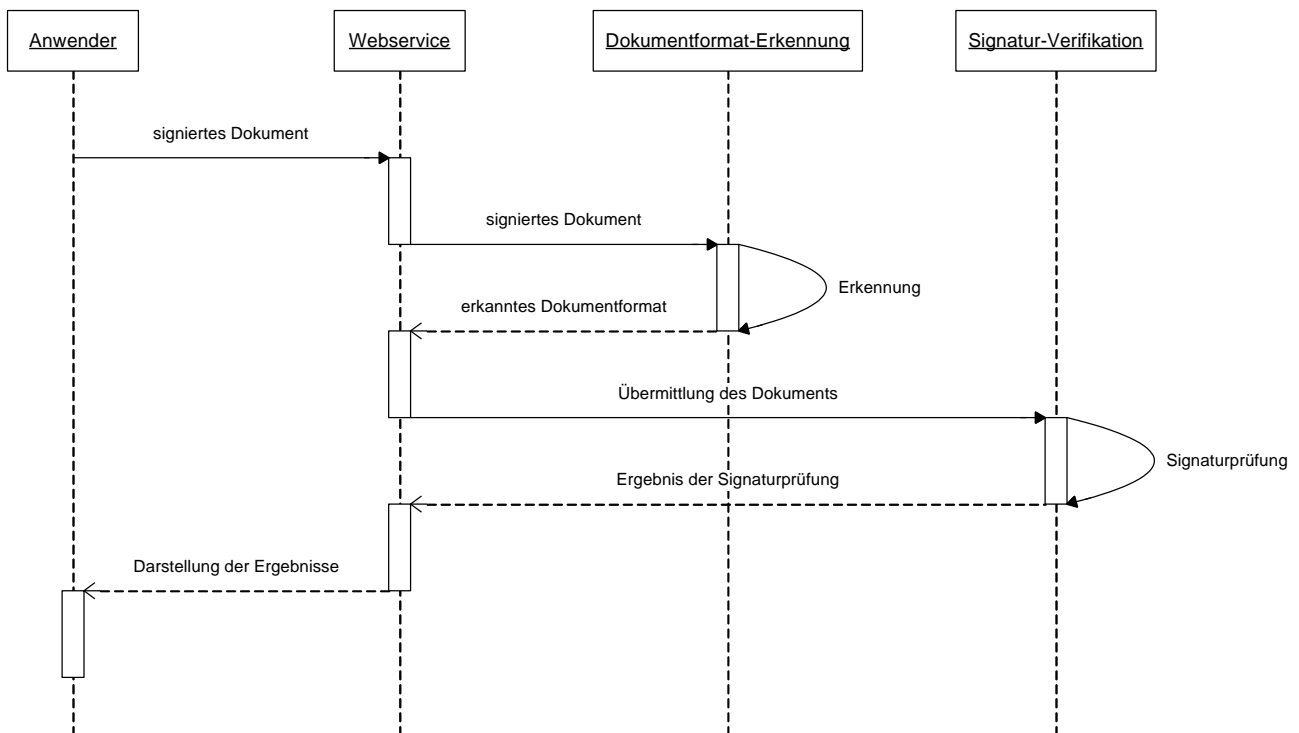 Anwender
Webservice
Dokumentformat-Erkennung
Signatur-Verifikation
signiertes Dokument
signiertes Dokument
Erkennung
erkanntes Dokumentformat
Übermittlung des Dokuments
Signaturprüfung
Ergebnis der Signaturprüfung
Darstellung der Ergebnisse